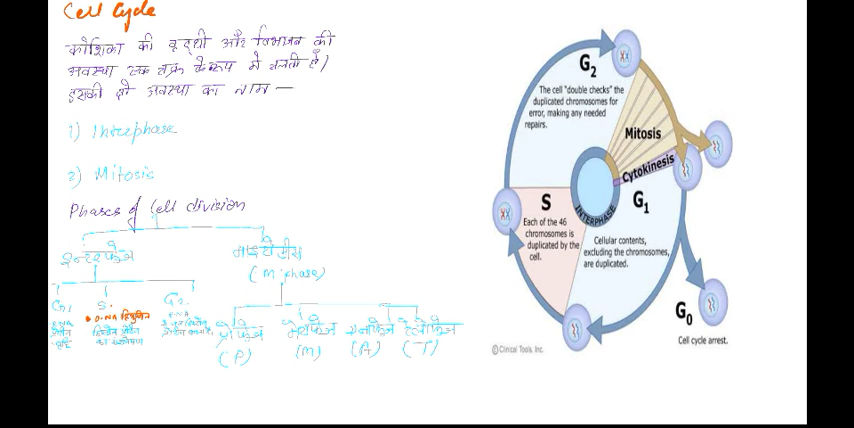 Cell Cycle
कोशिका की वृद्धी और विभाजन की
अवस्था एक चक्र के रूप में चलती है/
इसकी दो अवस्था का नाम —
1) Interphase
2) Mitosis
Phases of Cell division
इन्टरफेज
माइटोसीस
(M-phase)
G1
S
G2
D-NA द्विगुणित
प्रोफेज
मेटाफेज
एनाफेज
टेलोफेज
(P)
(M)
(A)
(T)
G2
The cell "double checks" the
duplicated chromosomes for
error, making any needed
repairs.
Mitosis
Cytokinesis
INTERPHASE
S
Each of the 46
chromosomes is
duplicated by the
cell.
G1
Cellular contents,
excluding the chromosomes,
are duplicated.
G0
Cell cycle arrest.
©Clinical Tools, Inc.